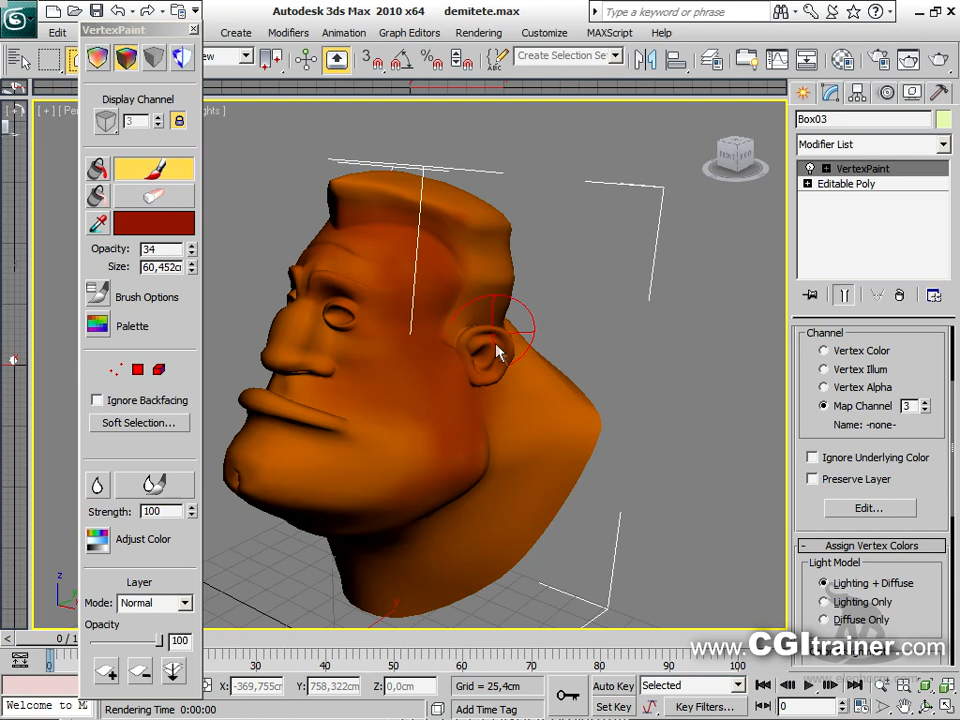 Autodesk 3ds Max 2010 x64 demitete.max
Type a keyword or phrase
Edit
Create Modifiers Animation Graph Editors Rendering Customize MAXScript Help
VertexPaint
Create Selection Se
Display Channel
3
Opacity: 34
Size: 60,452c
Brush Options
Palette
Ignore Backfacing
Soft Selection...
Strength: 100
Adjust Color
Layer
Mode: Normal
Opacity
100
Box03
Modifier List
VertexPaint
Editable Poly
Channel
Vertex Color
Vertex Illum
Vertex Alpha
Map Channel 3
Name: -none-
Ignore Underlying Color
Preserve Layer
Edit...
Assign Vertex Colors
Light Model
Lighting + Diffuse
Lighting Only
Diffuse Only
www.CGItrainer.com
0 / 1
30 40 50 60 70 80 90 100
X: -369,755cm Y: 758,322cm Z: 0,0cm Grid = 25,4cm
Auto Key Selected
Set Key Key Filters...
0
Welcome to M
Rendering Time 0:00:00
Add Time Tag